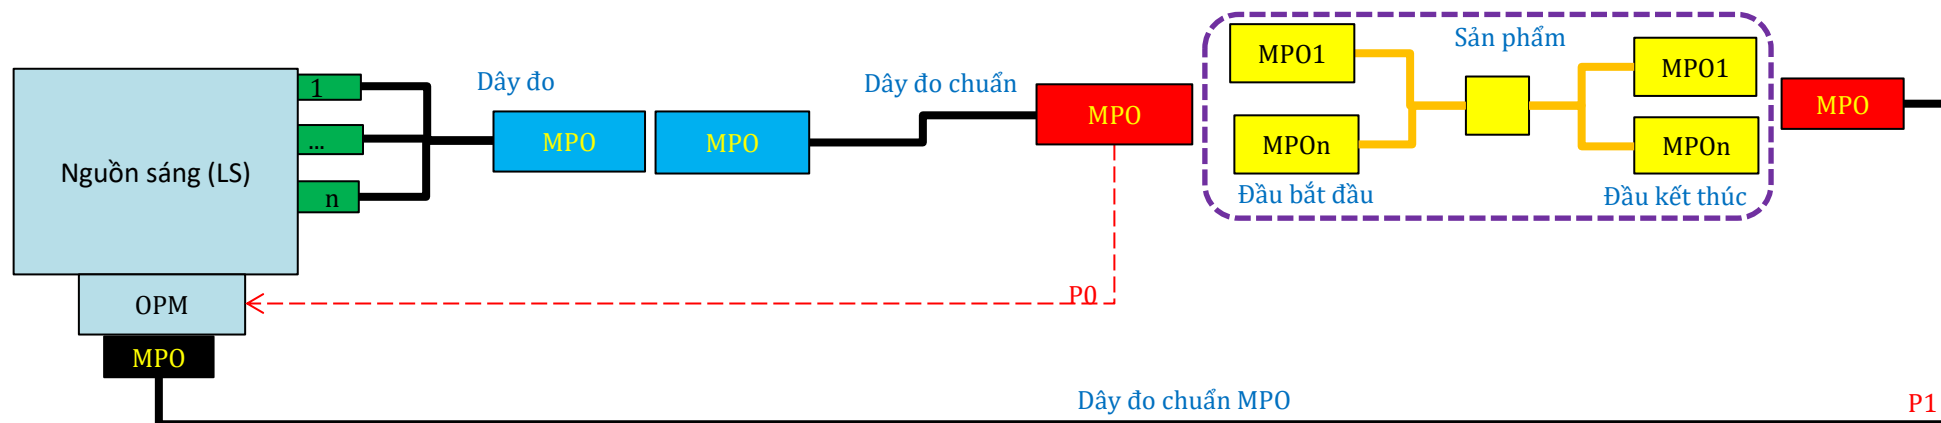 Nguồn sáng (LS)
1
...
n
OPM
MPO
Dây đo
MPO
MPO
Dây đo chuẩn
MPO
P0
Sản phẩm
MPO1
MPOn
Đầu bắt đầu
MPO1
MPOn
Đầu kết thúc
MPO
Dây đo chuẩn MPO
P1